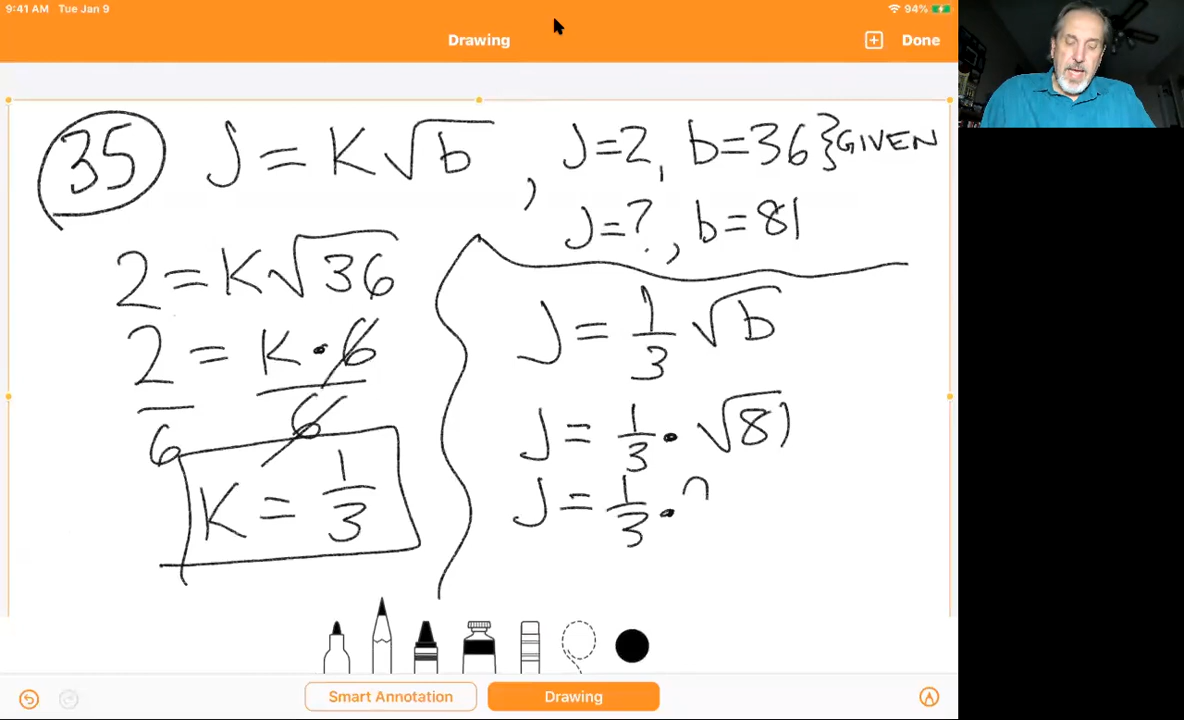 9:41 AM Tue Jan 9
94%
Drawing
Done
35 J = K√b , J=2, b=36 } GIVEN
J=?, b=81
2 = K√36
2/6 = K·6/6
K = 1/3
J = 1/3 √b
J = 1/3 · √81
J = 1/3 ·
Smart Annotation
Drawing